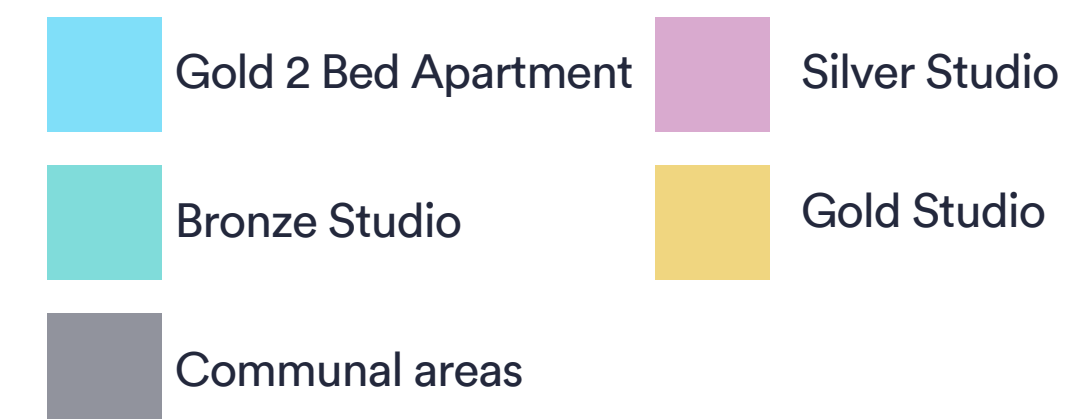 Gold 2 Bed Apartment
Silver Studio
Bronze Studio
Gold Studio
Communal areas